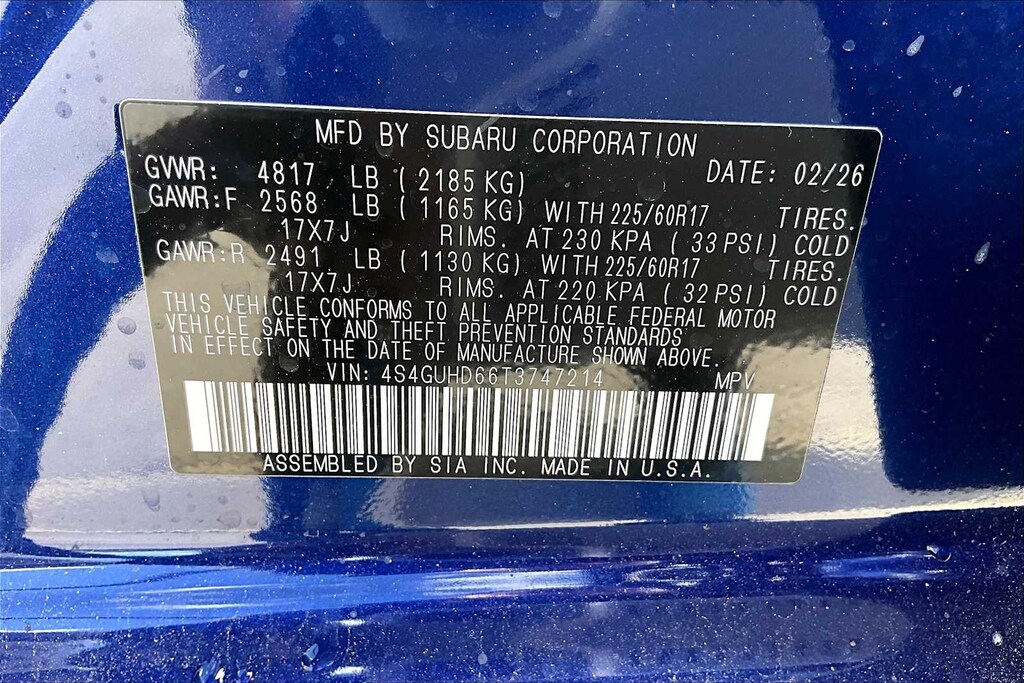 MFD BY SUBARU CORPORATION
GVWR: 4817 LB ( 2185 KG) DATE: 02/26
GAWR:F 2568 LB ( 1165 KG) WITH 225/60R17 TIRES.
17X7J RIMS. AT 230 KPA ( 33 PSI) COLD
GAWR:R 2491 LB ( 1130 KG) WITH 225/60R17 TIRES.
17X7J RIMS. AT 220 KPA ( 32 PSI) COLD
THIS VEHICLE CONFORMS TO ALL APPLICABLE FEDERAL MOTOR
VEHICLE SAFETY AND THEFT PREVENTION STANDARDS
IN EFFECT ON THE DATE OF MANUFACTURE SHOWN ABOVE.
VIN: 4S4GUHD66T3747214 MPV
ASSEMBLED BY SIA INC. MADE IN U.S.A.